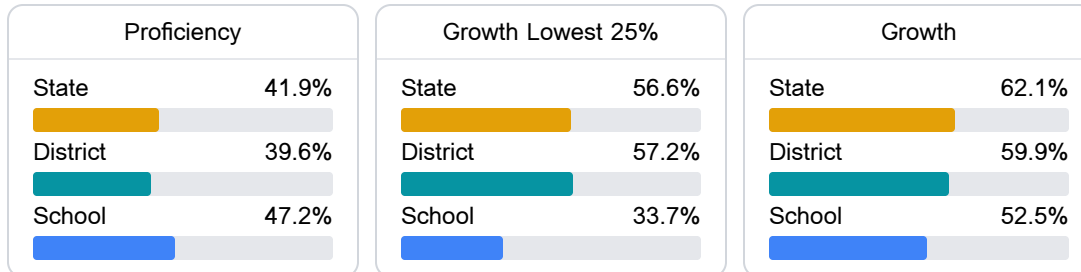 Proficiency
State 41.9%
District 39.6%
School 47.2%
Growth Lowest 25%
State 56.6%
District 57.2%
School 33.7%
Growth
State 62.1%
District 59.9%
School 52.5%